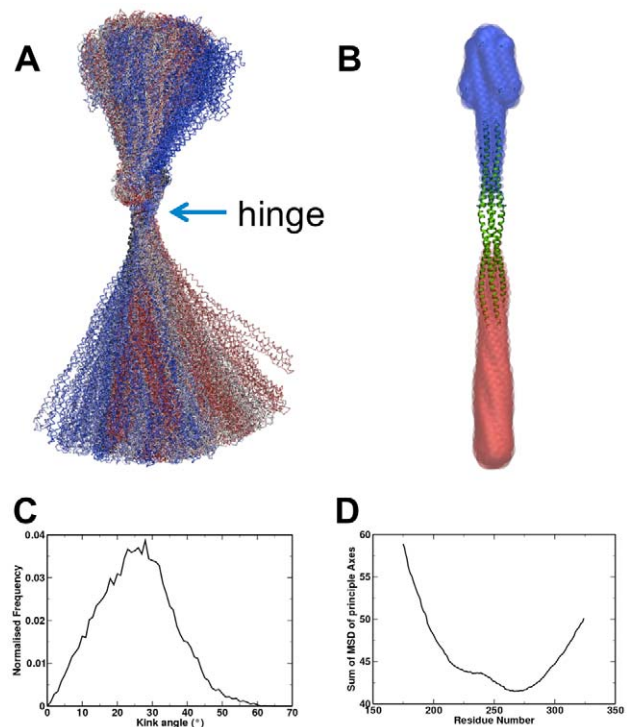 A
B
hinge
C
D
0.04
0.03
0.02
0.01
0
Normalised Frequency
0 10 20 30 40 50 60 70
Kink angle (°)
60
55
50
45
40
Sum of MSD of principle Axes
150 200 250 300 350
Residue Number